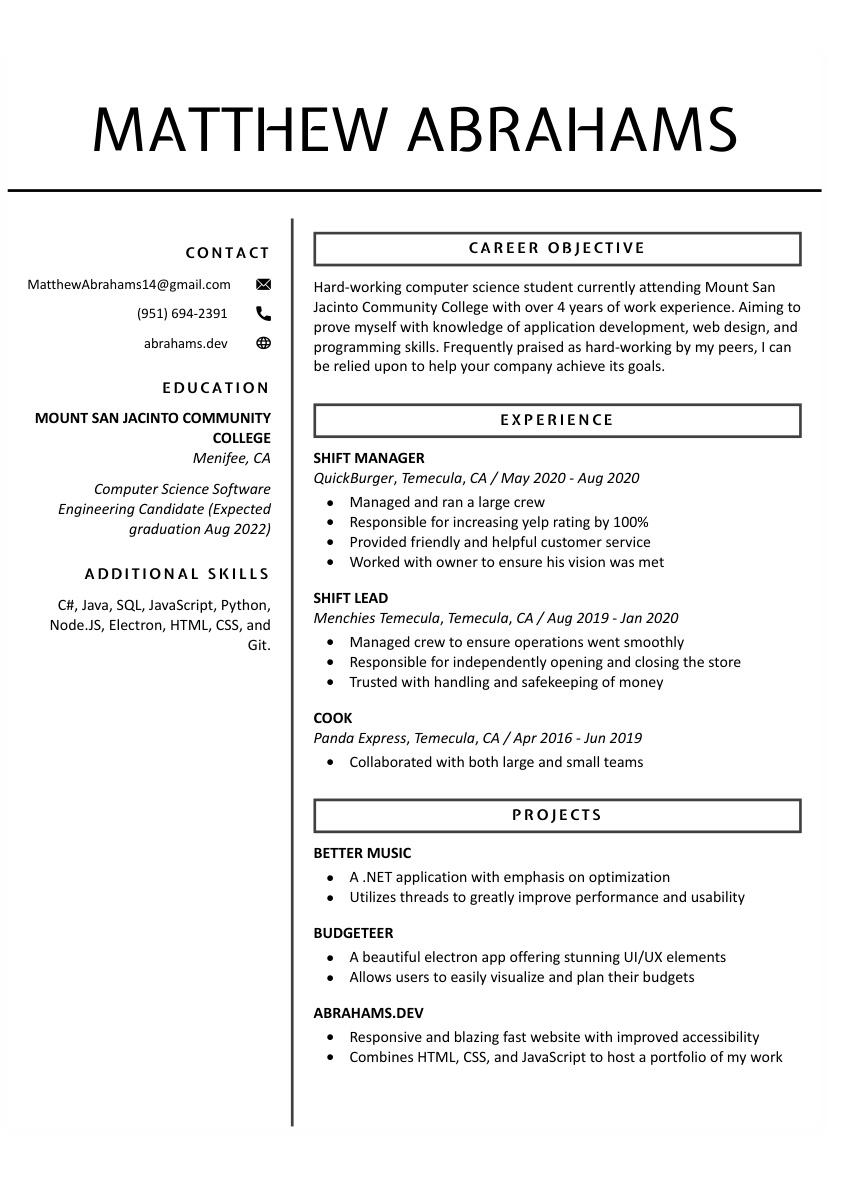 MATTHEW ABRAHAMS
CONTACT
MatthewAbrahams14@gmail.com
(951) 694-2391
abrahams.dev
EDUCATION
MOUNT SAN JACINTO COMMUNITY
COLLEGE
Menifee, CA
Computer Science Software
Engineering Candidate (Expected
graduation Aug 2022)
ADDITIONAL SKILLS
C#, Java, SQL, JavaScript, Python,
Node.JS, Electron, HTML, CSS, and
Git.
CAREER OBJECTIVE
Hard-working computer science student currently attending Mount San
Jacinto Community College with over 4 years of work experience. Aiming to
prove myself with knowledge of application development, web design, and
programming skills. Frequently praised as hard-working by my peers, I can
be relied upon to help your company achieve its goals.
EXPERIENCE
SHIFT MANAGER
QuickBurger, Temecula, CA / May 2020 - Aug 2020
• Managed and ran a large crew
• Responsible for increasing yelp rating by 100%
• Provided friendly and helpful customer service
• Worked with owner to ensure his vision was met
SHIFT LEAD
Menchies Temecula, Temecula, CA / Aug 2019 - Jan 2020
• Managed crew to ensure operations went smoothly
• Responsible for independently opening and closing the store
• Trusted with handling and safekeeping of money
COOK
Panda Express, Temecula, CA / Apr 2016 - Jun 2019
• Collaborated with both large and small teams
PROJECTS
BETTER MUSIC
• A .NET application with emphasis on optimization
• Utilizes threads to greatly improve performance and usability
BUDGETEER
• A beautiful electron app offering stunning UI/UX elements
• Allows users to easily visualize and plan their budgets
ABRAHAMS.DEV
• Responsive and blazing fast website with improved accessibility
• Combines HTML, CSS, and JavaScript to host a portfolio of my work